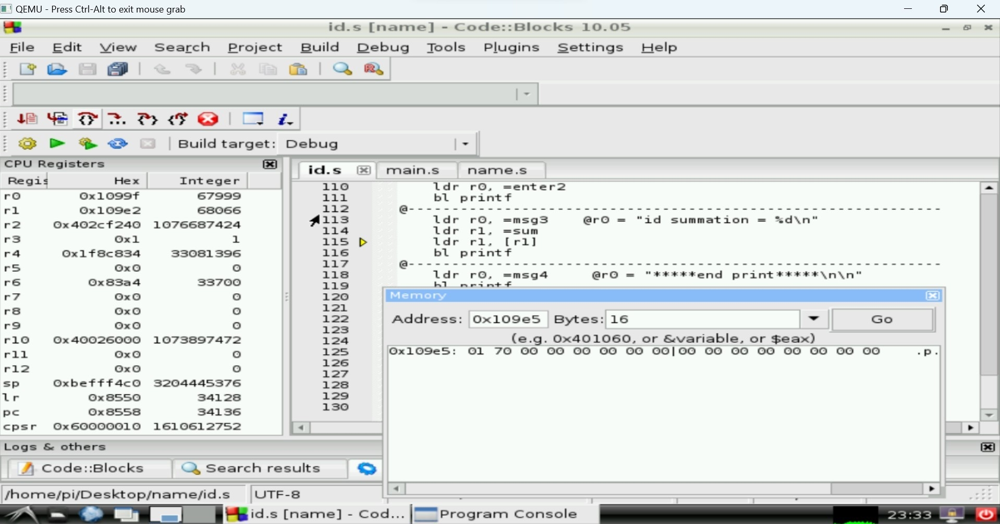 QEMU - Press Ctrl-Alt to exit mouse grab
id.s [name] - Code::Blocks 10.05
File Edit View Search Project Build Debug Tools Plugins Settings Help
Build target: Debug
CPU Registers
Regis Hex Integer
r0 0x1099f 67999
r1 0x109e2 68066
r2 0x402cf240 1076687424
r3 0x1 1
r4 0x1f8c834 33081396
r5 0x0 0
r6 0x83a4 33700
r7 0x0 0
r8 0x0 0
r9 0x0 0
r10 0x40026000 1073897472
r11 0x0 0
r12 0x0 0
sp 0xbefff4c0 3204445376
lr 0x8550 34128
pc 0x8558 34136
cpsr 0x60000010 1610612752
id.s main.s name.s
110 ldr r0, =enter2
111 bl printf
112 @--------------------------------------------------------------
113 ldr r0, =msg3 @r0 = "id summation = %d\n"
114 ldr r1, =sum
115 ldr r1, [r1]
116 bl printf
117 @--------------------------------------------------------------
118 ldr r0, =msg4 @r0 = "*****end print*****\n\n"
119 bl printf
120
121
122
123
124
125
126
127
128
129
130
Memory
Address: 0x109e5 Bytes: 16 Go
(e.g. 0x401060, or &variable, or $eax)
0x109e5: 01 70 00 00 00 00 00 00|00 00 00 00 00 00 00 00 .p.
Logs & others
Code::Blocks Search results
/home/pi/Desktop/name/id.s UTF-8
id.s [name] - Cod... Program Console 23:33